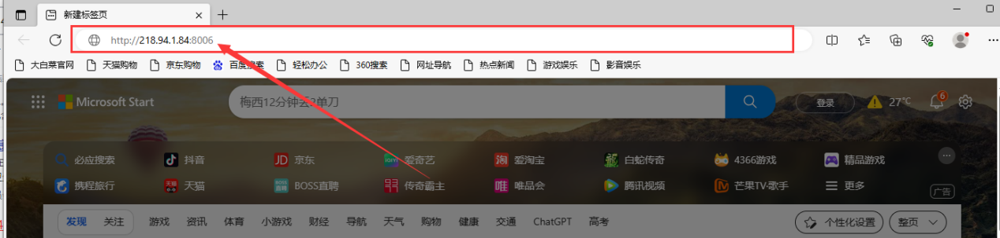 新建标签页
http://218.94.1.84:8006
大白菜官网 天猫购物 京东购物 百度搜索 轻松办公 360搜索 网址导航 热点新闻 游戏娱乐 影音娱乐
Microsoft Start 梅西12分钟丢2单刀 登录 27°C 6
必应搜索 抖音 京东 爱奇艺 爱淘宝 白蛇传奇 4366游戏 精品游戏
携程旅行 天猫 BOSS直聘 传奇霸主 唯品会 腾讯视频 芒果TV·歌手 更多 广告
发现 关注 游戏 资讯 体育 小游戏 财经 导航 天气 购物 健康 交通 ChatGPT 高考 个性化设置 整页